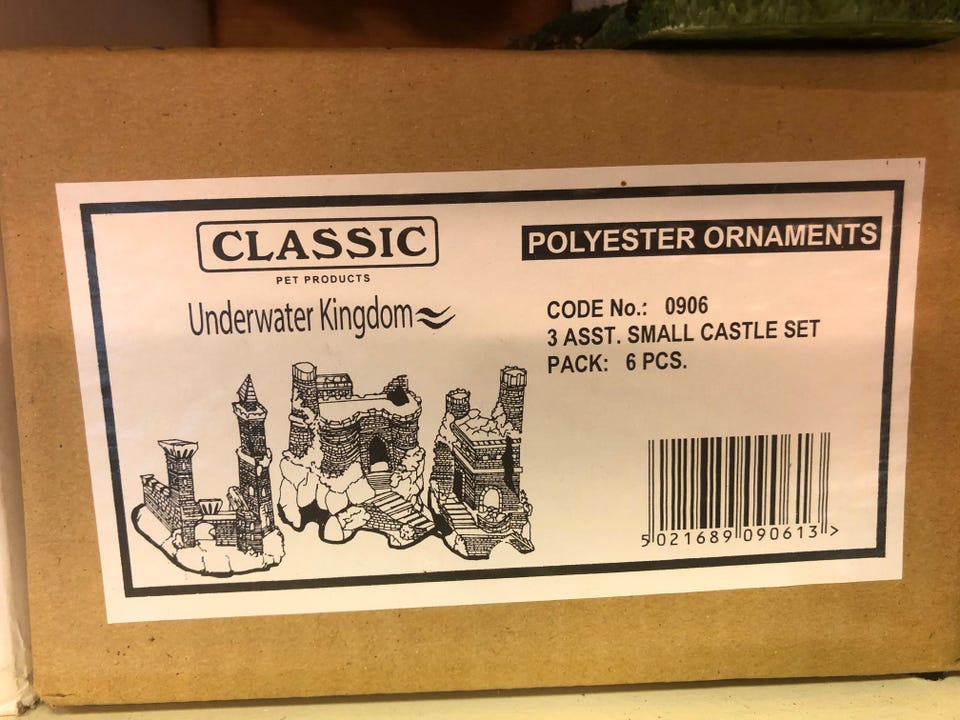 CLASSIC
PET PRODUCTS
Underwater Kingdom
POLYESTER ORNAMENTS
CODE No.: 0906
3 ASST. SMALL CASTLE SET
PACK: 6 PCS.
5 021689 090613 >